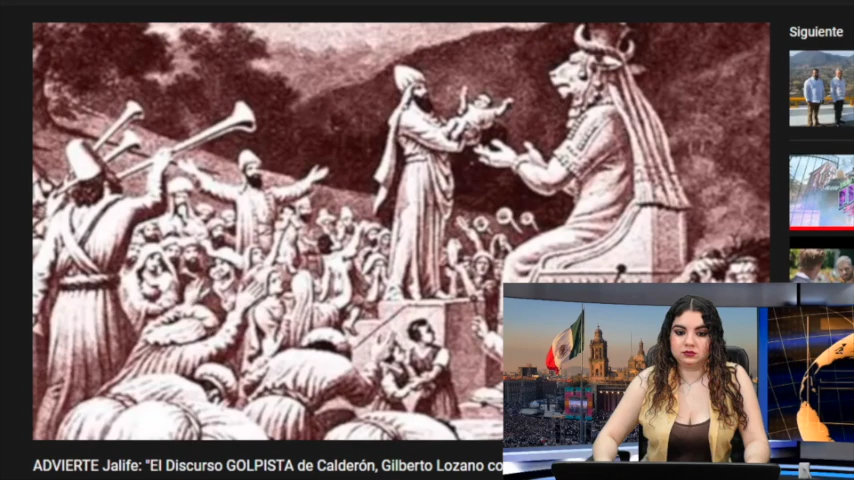 Siguiente
ADVIERTE Jalife: "El Discurso GOLPISTA de Calderón, Gilberto Lozano co